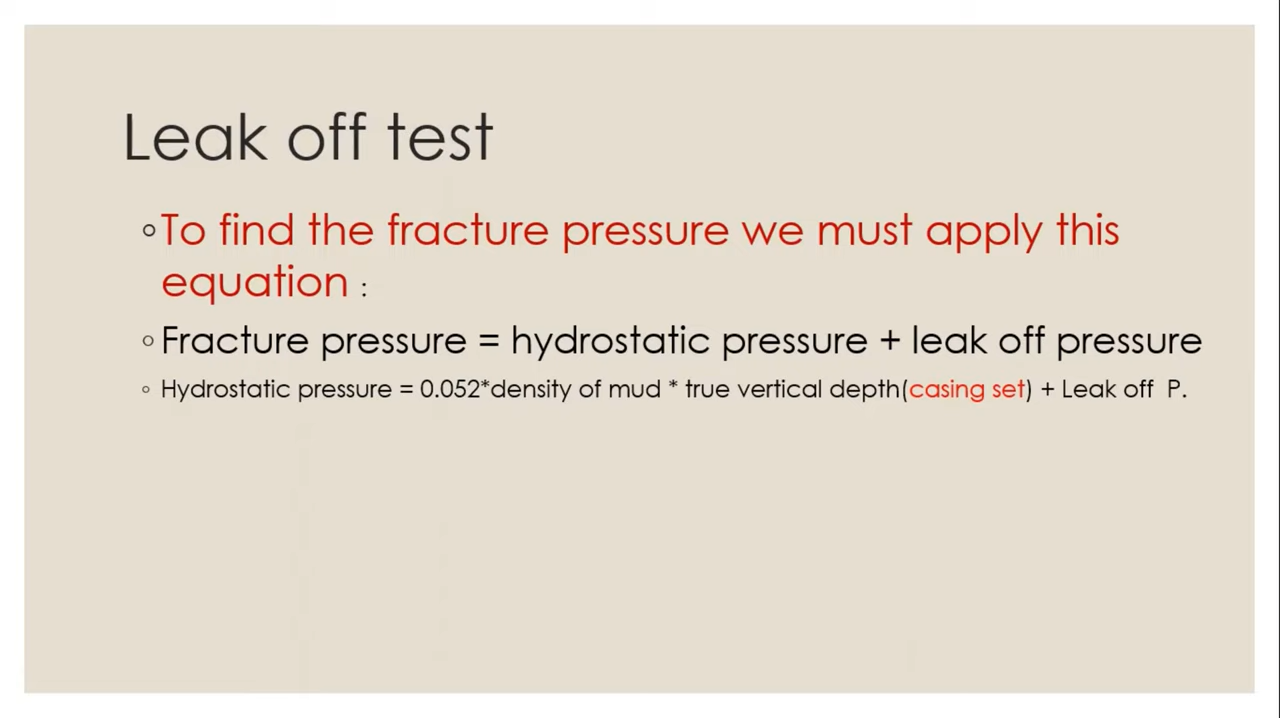 Leak off test
◦To find the fracture pressure we must apply this
equation :
◦Fracture pressure = hydrostatic pressure + leak off pressure
◦ Hydrostatic pressure = 0.052*density of mud * true vertical depth(casing set) + Leak off  P.